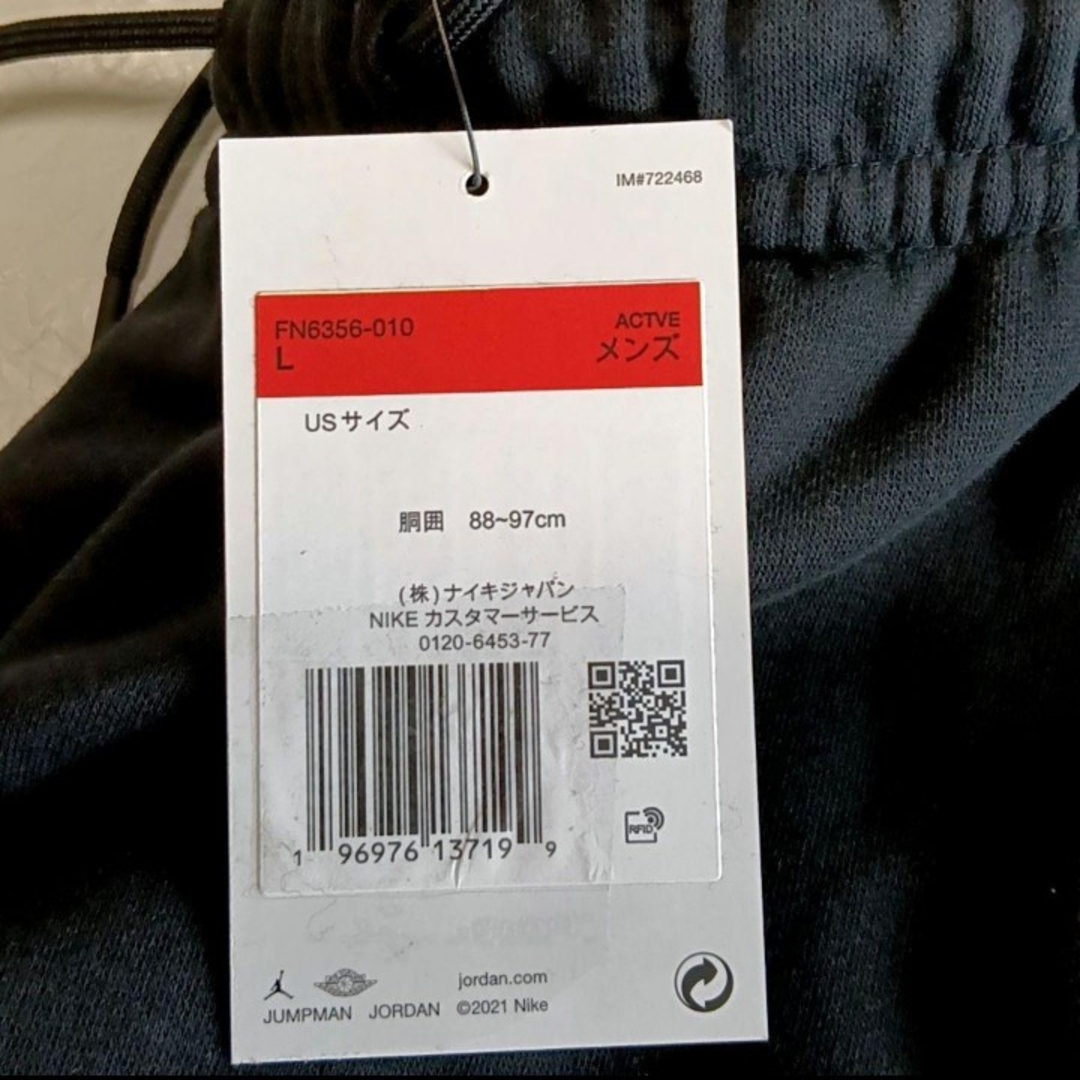 IM#722468
FN6356-010
ACTVE
L
メンズ
USサイズ
胴囲 88~97cm
(株)ナイキジャパン
NIKE カスタマーサービス
0120-6453-77
1 96976 13719 9
RFID
jordan.com
JUMPMAN JORDAN ©2021 Nike